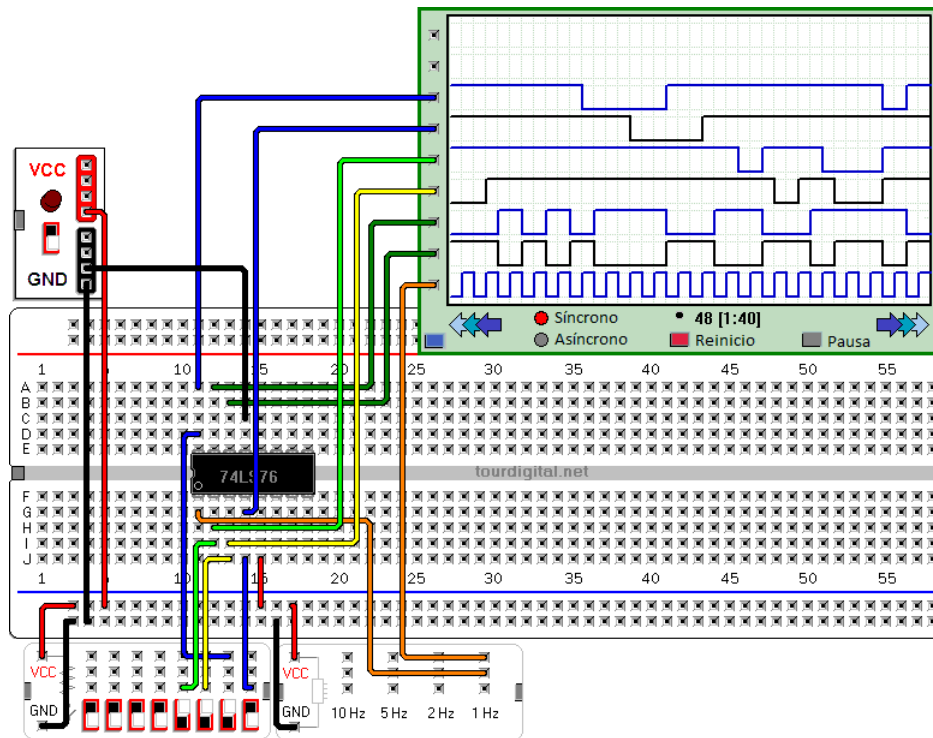 VCC
GND
Síncrono
48 [1:40]
Asíncrono
Reinicio
Pausa
1 10 15 20 25 30 35 40 45 50 55
A
B
C
D
E
74LS76
tourdigital.net
F
G
H
I
J
1 10 15 20 25 30 35 40 45 50 55
VCC
GND
VCC
GND
10 Hz 5 Hz 2 Hz 1 Hz